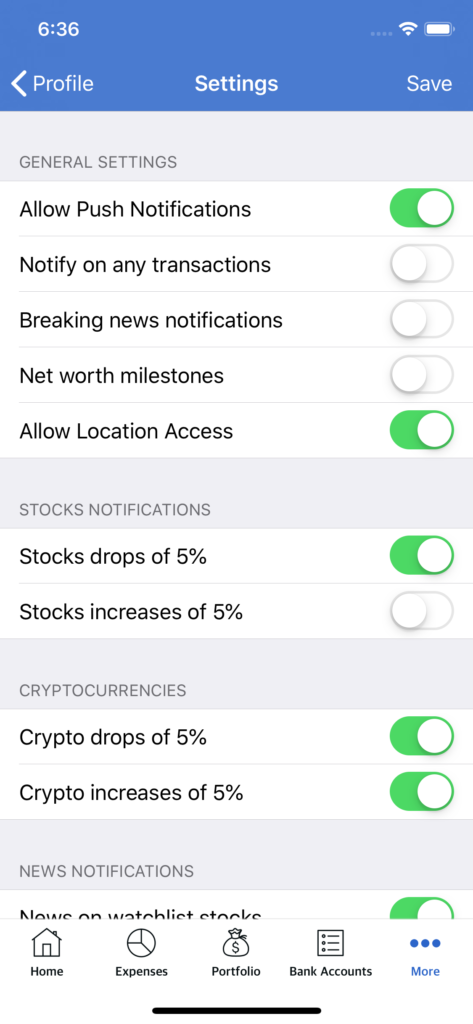 6:36
Profile
Settings
Save
GENERAL SETTINGS
Allow Push Notifications
Notify on any transactions
Breaking news notifications
Net worth milestones
Allow Location Access
STOCKS NOTIFICATIONS
Stocks drops of 5%
Stocks increases of 5%
CRYPTOCURRENCIES
Crypto drops of 5%
Crypto increases of 5%
NEWS NOTIFICATIONS
News on watchlist stocks
Home
Expenses
Portfolio
Bank Accounts
More